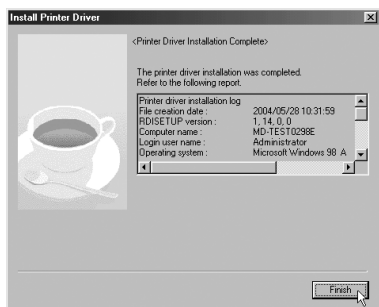 Install Printer Driver
<Printer Driver Installation Complete>
The printer driver installation was completed.
Refer to the following report.
Printer driver installation log
File creation date : 2004/05/28 10:31:59
RDISETUP version : 1, 14, 0, 0
Computer name : MD-TEST0298E
Login user name : Administrator
Operating system : Microsoft Windows 98 A
Finish